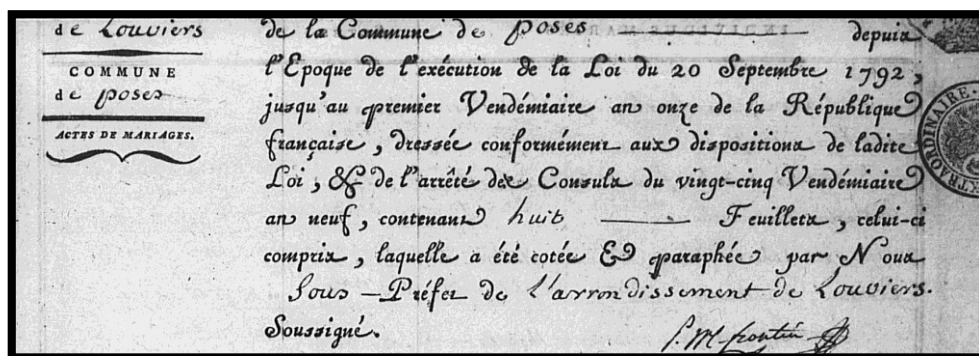 de Louviers
COMMUNE
de poses
ACTES DE MARIAGES.
de la Commune de poses depuis
l'Epoque de l'exécution de la Loi du 20 Septembre 1792,
jusqu'au premier Vendémiaire an onze de la République
française, dressée conformément aux dispositions de ladite
Loi, & de l'arrêté des Consuls du vingt-cinq Vendémiaire
an neuf, contenant huit Feuillets, celui-ci
compris, laquelle a été cotée & paraphée par Nous
Sous-Préfet de l'arrondissement de Louviers.
Soussigné.
TRAORDINAIRE.